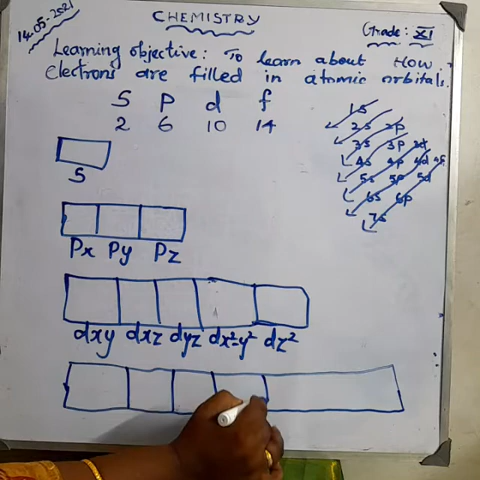 14.05.2021
CHEMISTRY
Grade: XI
Learning objective: To learn about How
electrons are filled in atomic orbitals.
S P d f
2 6 10 14
1s
2s 2p
3s 3p 3d
4s 4p 4d 4f
5s 5p 5d
6s 6p
7s
S
Px Py Pz
dxy dxz dyz dx²-y² dz²